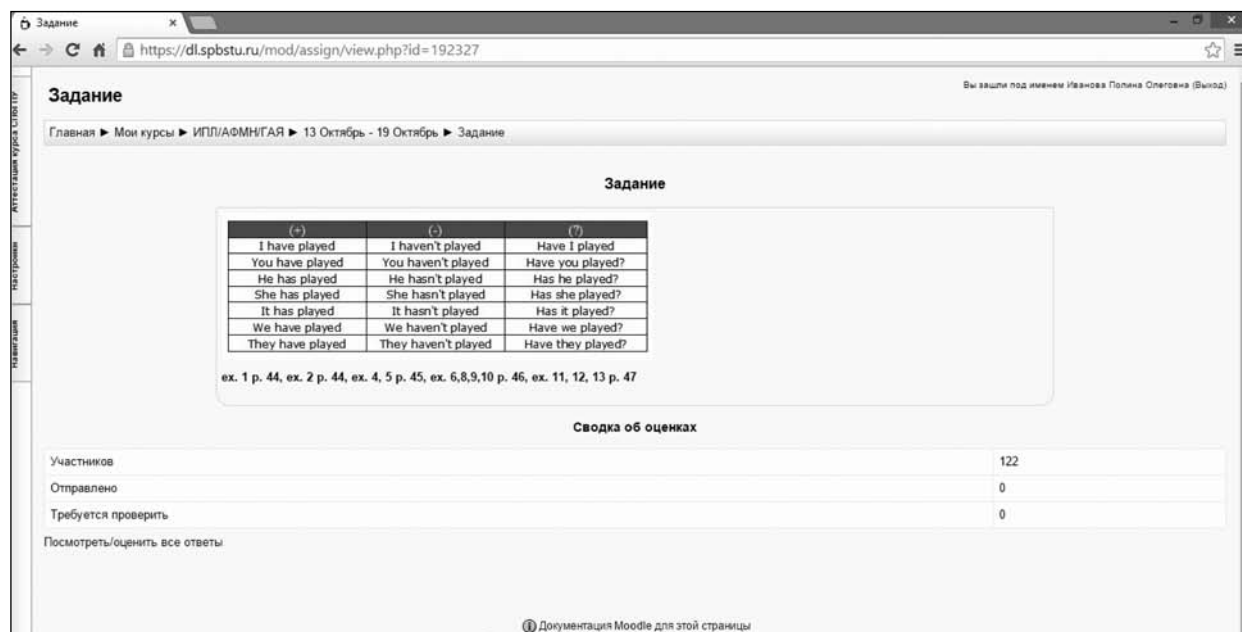 Задание
https://dl.spbstu.ru/mod/assign/view.php?id=192327
Вы зашли под именем Иванова Полина Олеговна (Выход)
Задание
Главная ► Мои курсы ► ИПЛ/АФМН/ГАЯ ► 13 Октябрь - 19 Октябрь ► Задание
Аттестация курса СПбГПУ
Настройки
Навигация
Задание
(+) (-) (?)
I have played I haven't played Have I played
You have played You haven't played Have you played?
He has played He hasn't played Has he played?
She has played She hasn't played Has she played?
It has played It hasn't played Has it played?
We have played We haven't played Have we played?
They have played They haven't played Have they played?
ex. 1 p. 44, ex. 2 p. 44, ex. 4, 5 p. 45, ex. 6,8,9,10 p. 46, ex. 11, 12, 13 p. 47
Сводка об оценках
Участников 122
Отправлено 0
Требуется проверить 0
Посмотреть/оценить все ответы
Документация Moodle для этой страницы